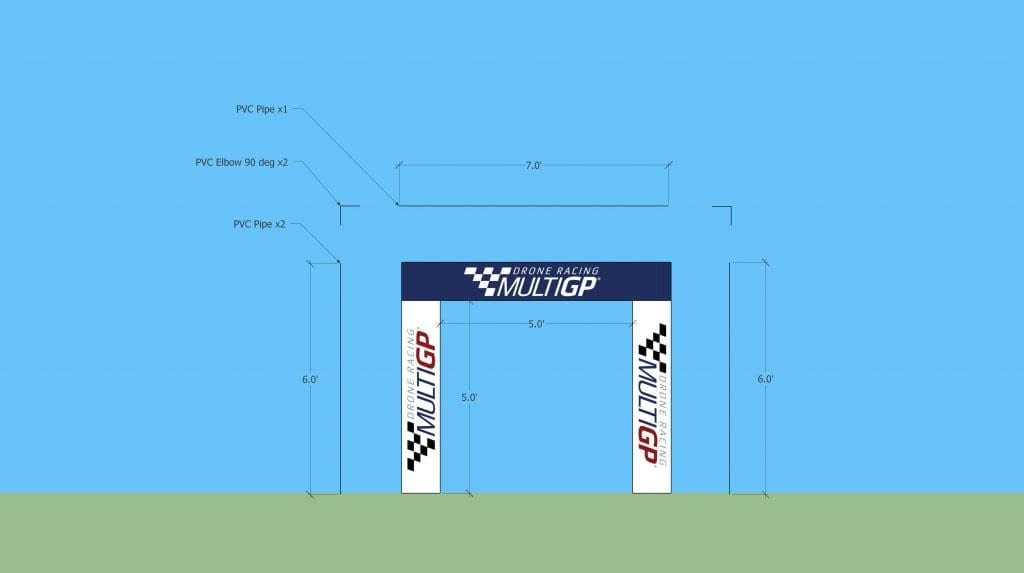 PVC Pipe x1
PVC Elbow 90 deg x2
7.0'
PVC Pipe x2
DRONE RACING
MULTIGP®
5.0'
6.0'
5.0'
6.0'
DRONE RACING
MULTIGP®
DRONE RACING
MULTIGP®